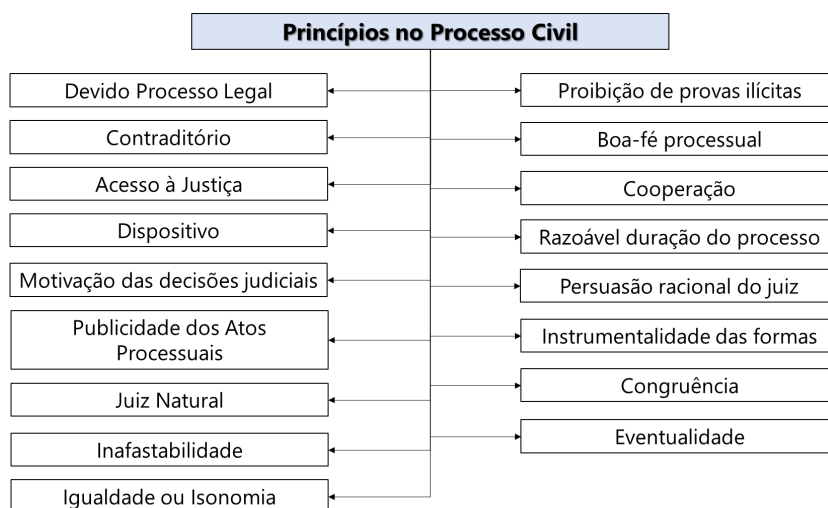 Princípios no Processo Civil
Devido Processo Legal
Contraditório
Acesso à Justiça
Dispositivo
Motivação das decisões judiciais
Publicidade dos Atos
Processuais
Juiz Natural
Inafastabilidade
Igualdade ou Isonomia
Proibição de provas ilícitas
Boa-fé processual
Cooperação
Razoável duração do processo
Persuasão racional do juiz
Instrumentalidade das formas
Congruência
Eventualidade